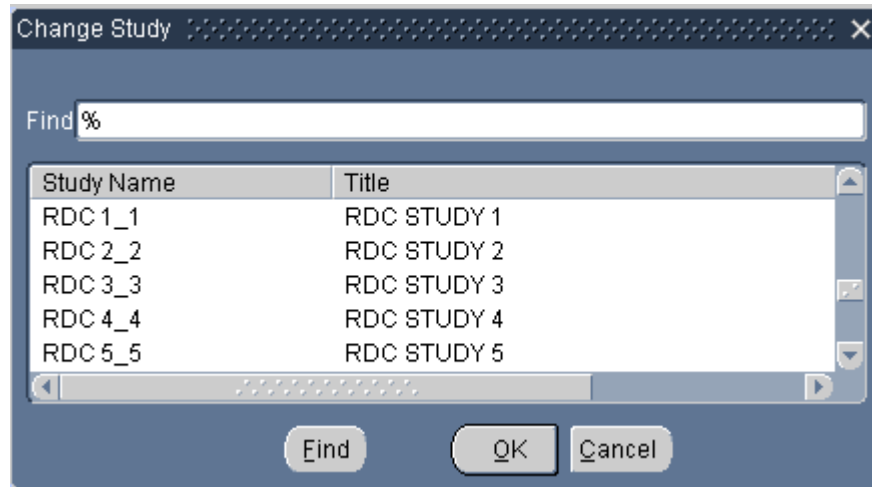 Change Study
Find %
Study Name Title
RDC 1_1 RDC STUDY 1
RDC 2_2 RDC STUDY 2
RDC 3_3 RDC STUDY 3
RDC 4_4 RDC STUDY 4
RDC 5_5 RDC STUDY 5
Find OK Cancel